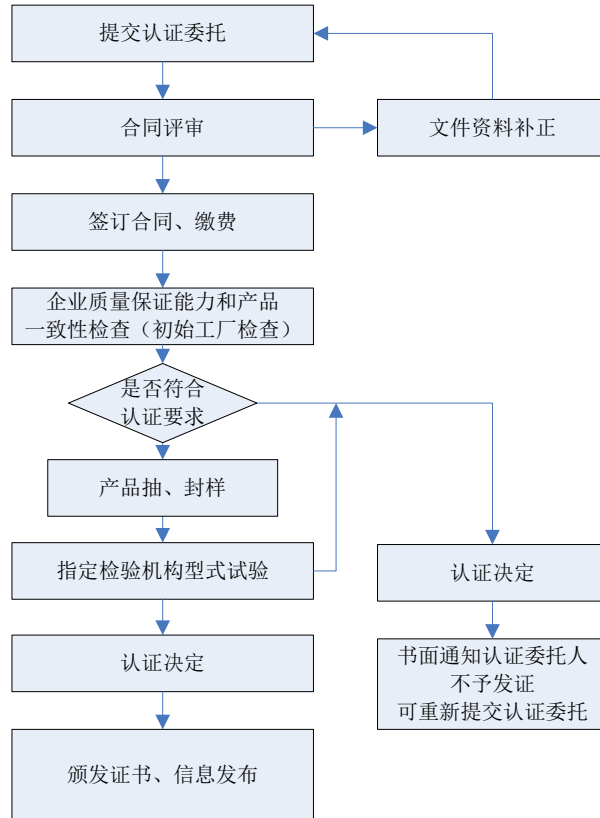 提交认证委托
合同评审
文件资料补正
签订合同、缴费
企业质量保证能力和产品
一致性检查（初始工厂检查）
是否符合
认证要求
产品抽、封样
指定检验机构型式试验
认证决定
认证决定
书面通知认证委托人
不予发证
可重新提交认证委托
颁发证书、信息发布